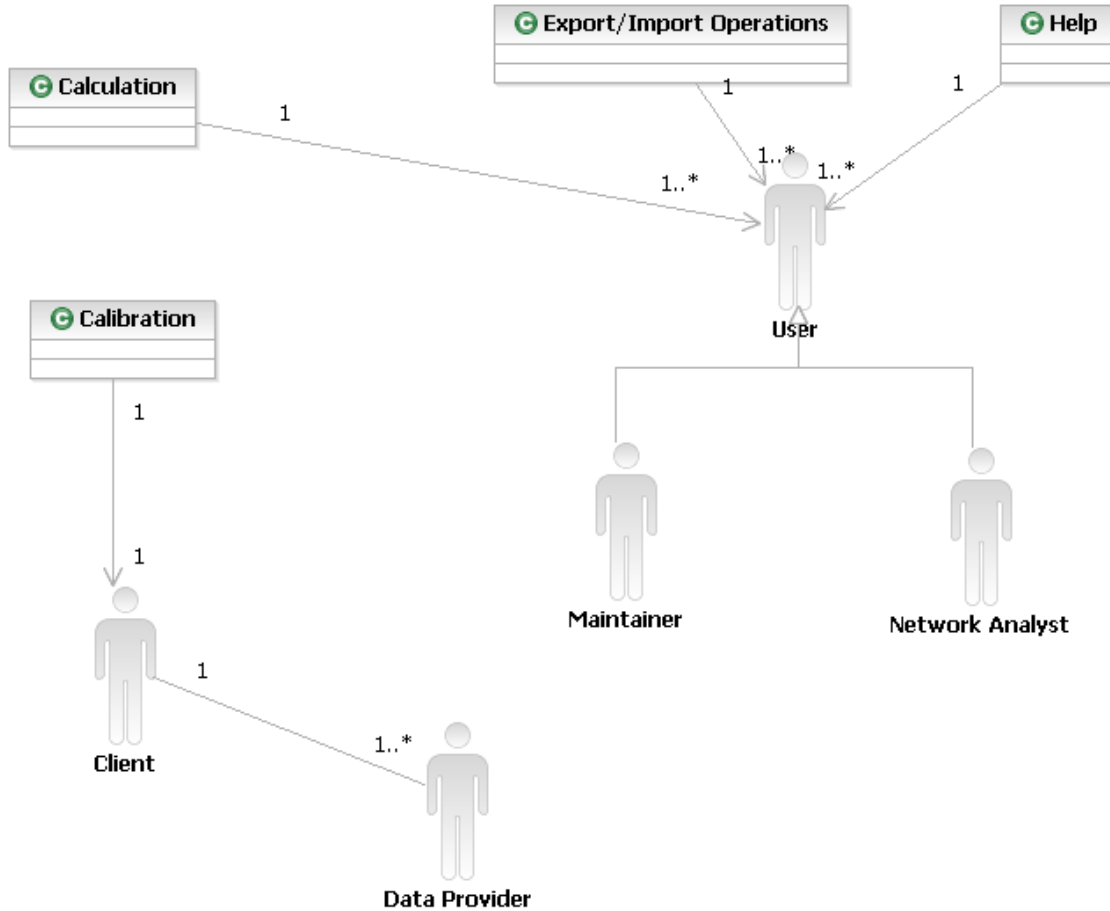 C Export/Import Operations
C Help
C Calculation
1
1
1
1..*
1..*
1..*
C Calibration
User
1
1
Maintainer
Network Analyst
1
1..*
Client
Data Provider